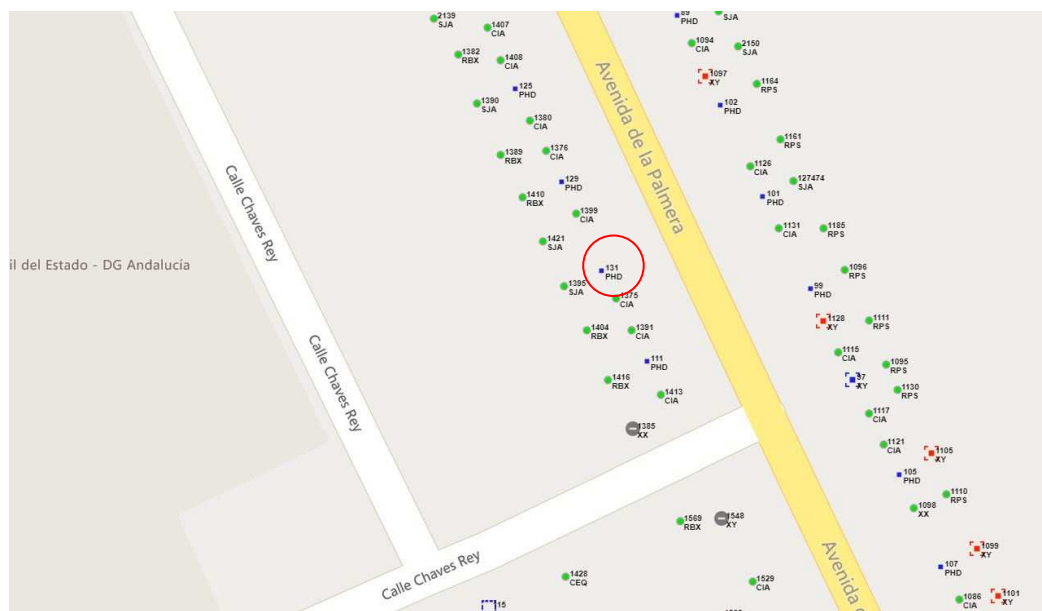 2139
SJA
1407
CIA
89
PHD
SJA
1382
RBX
1408
CIA
1094
CIA
2150
SJA
125
PHD
1097
XY
1164
RPS
1390
SJA
102
PHD
1380
CIA
Avenida de la Palmera
1161
RPS
1389
RBX
1376
CIA
1126
CIA
129
PHD
127474
SJA
1410
RBX
101
PHD
Calle Chaves Rey
1399
CIA
1131
CIA
1185
RPS
1421
SJA
il del Estado - DG Andalucía
131
PHD
1096
RPS
1395
SJA
1375
CIA
99
PHD
1404
RBX
1391
CIA
1128
XY
1111
RPS
Calle Chaves Rey
111
PHD
1115
CIA
1095
RPS
1416
RBX
97
XY
1413
CIA
1130
RPS
1117
CIA
1385
XX
1121
CIA
1105
XY
105
PHD
1110
RPS
1098
XX
1569
RBX
1548
XY
Avenida
1099
XY
Calle Chaves Rey
1428
CEQ
1529
CIA
107
PHD
15
1086
CIA
1101
XY